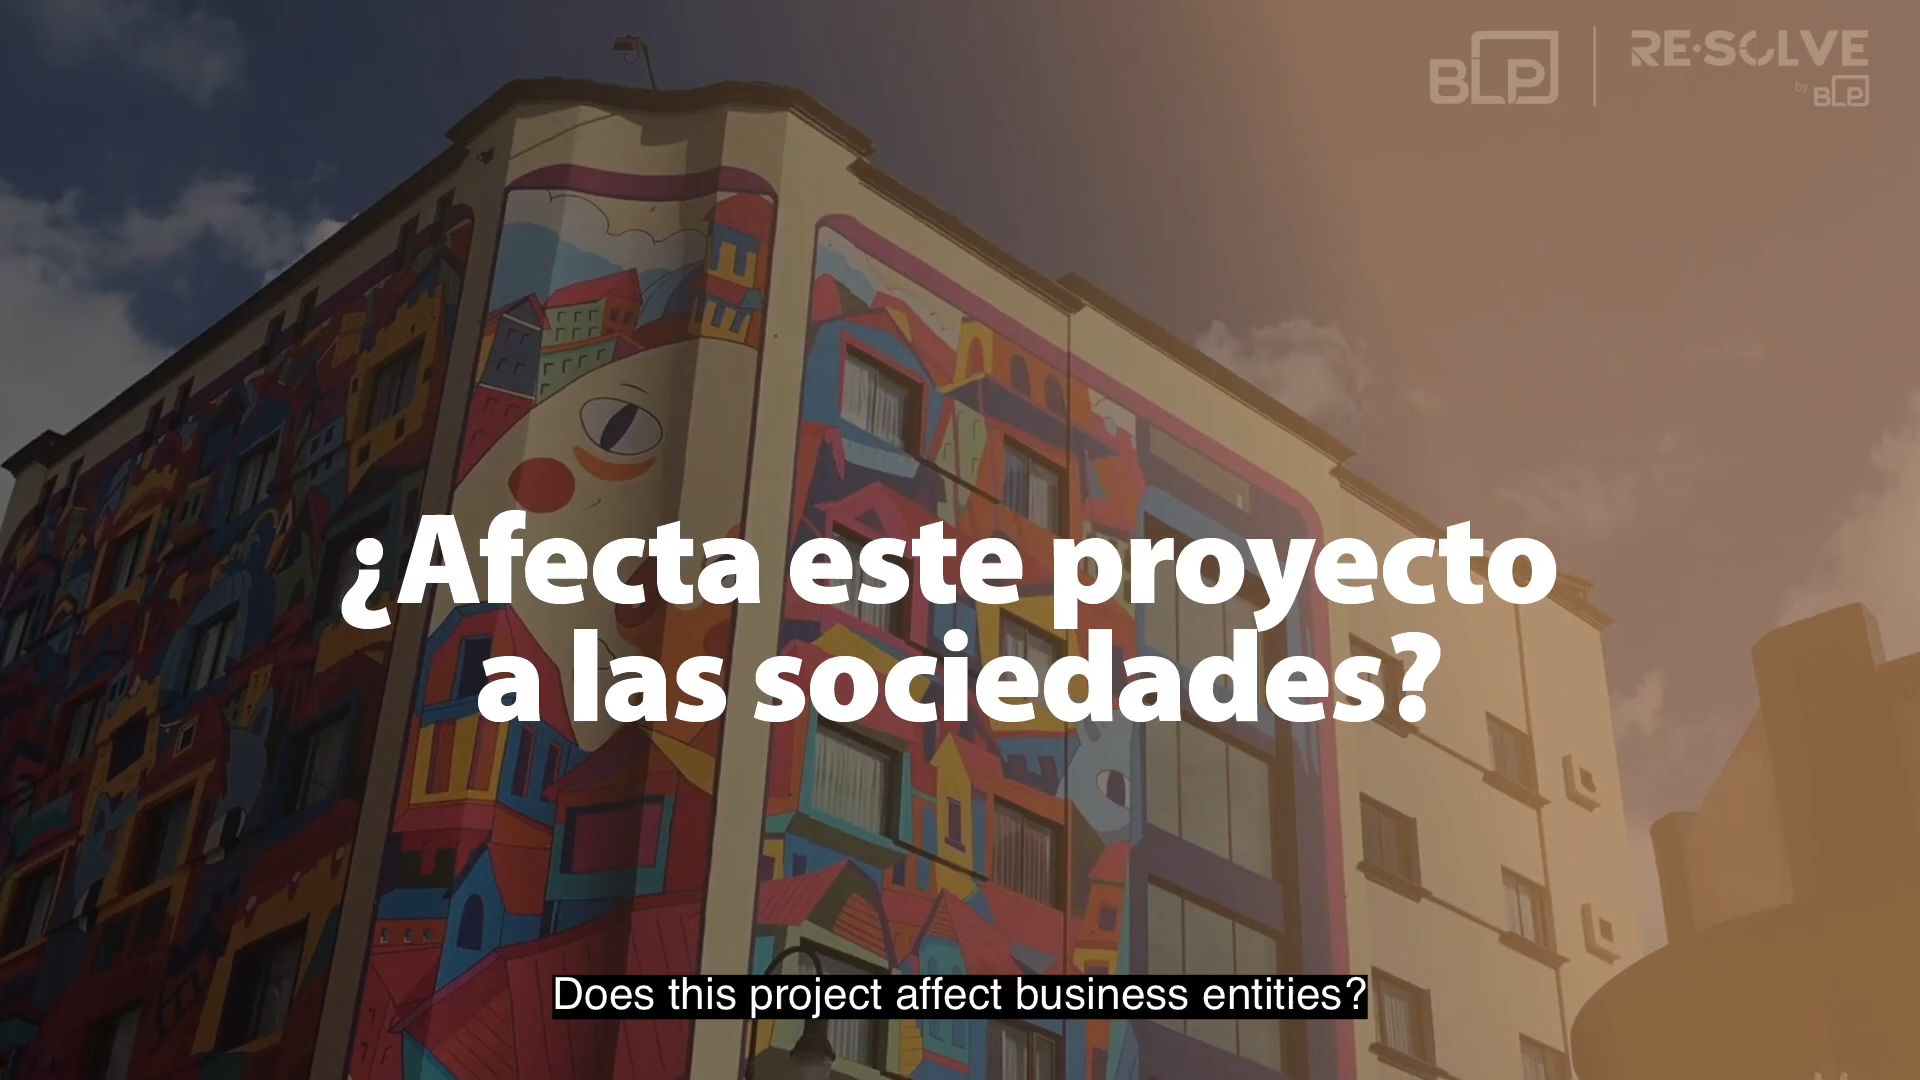 BLP
RE·SOLVE
by BLP
¿Afecta este proyecto
a las sociedades?
Does this project affect business entities?